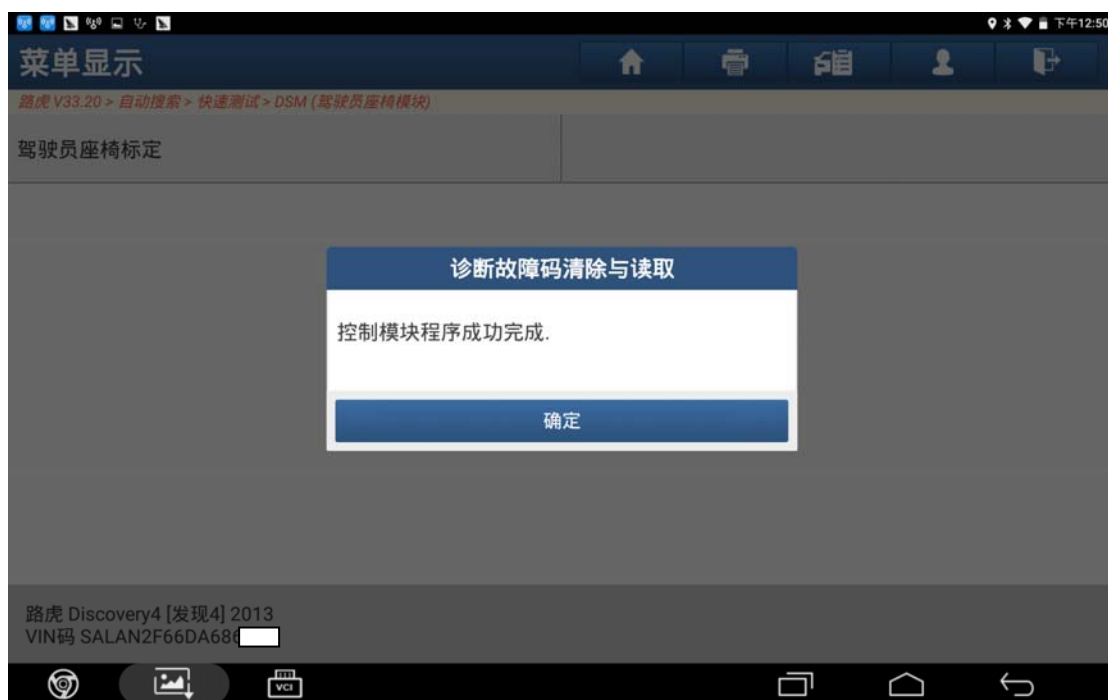 下午12:50
菜单显示
路虎 V33.20 > 自动搜索 > 快速测试 > DSM (驾驶员座椅模块)
驾驶员座椅标定
诊断故障码清除与读取
控制模块程序成功完成.
确定
路虎 Discovery4 [发现4] 2013
VIN码 SALAN2F66DA686
VCI